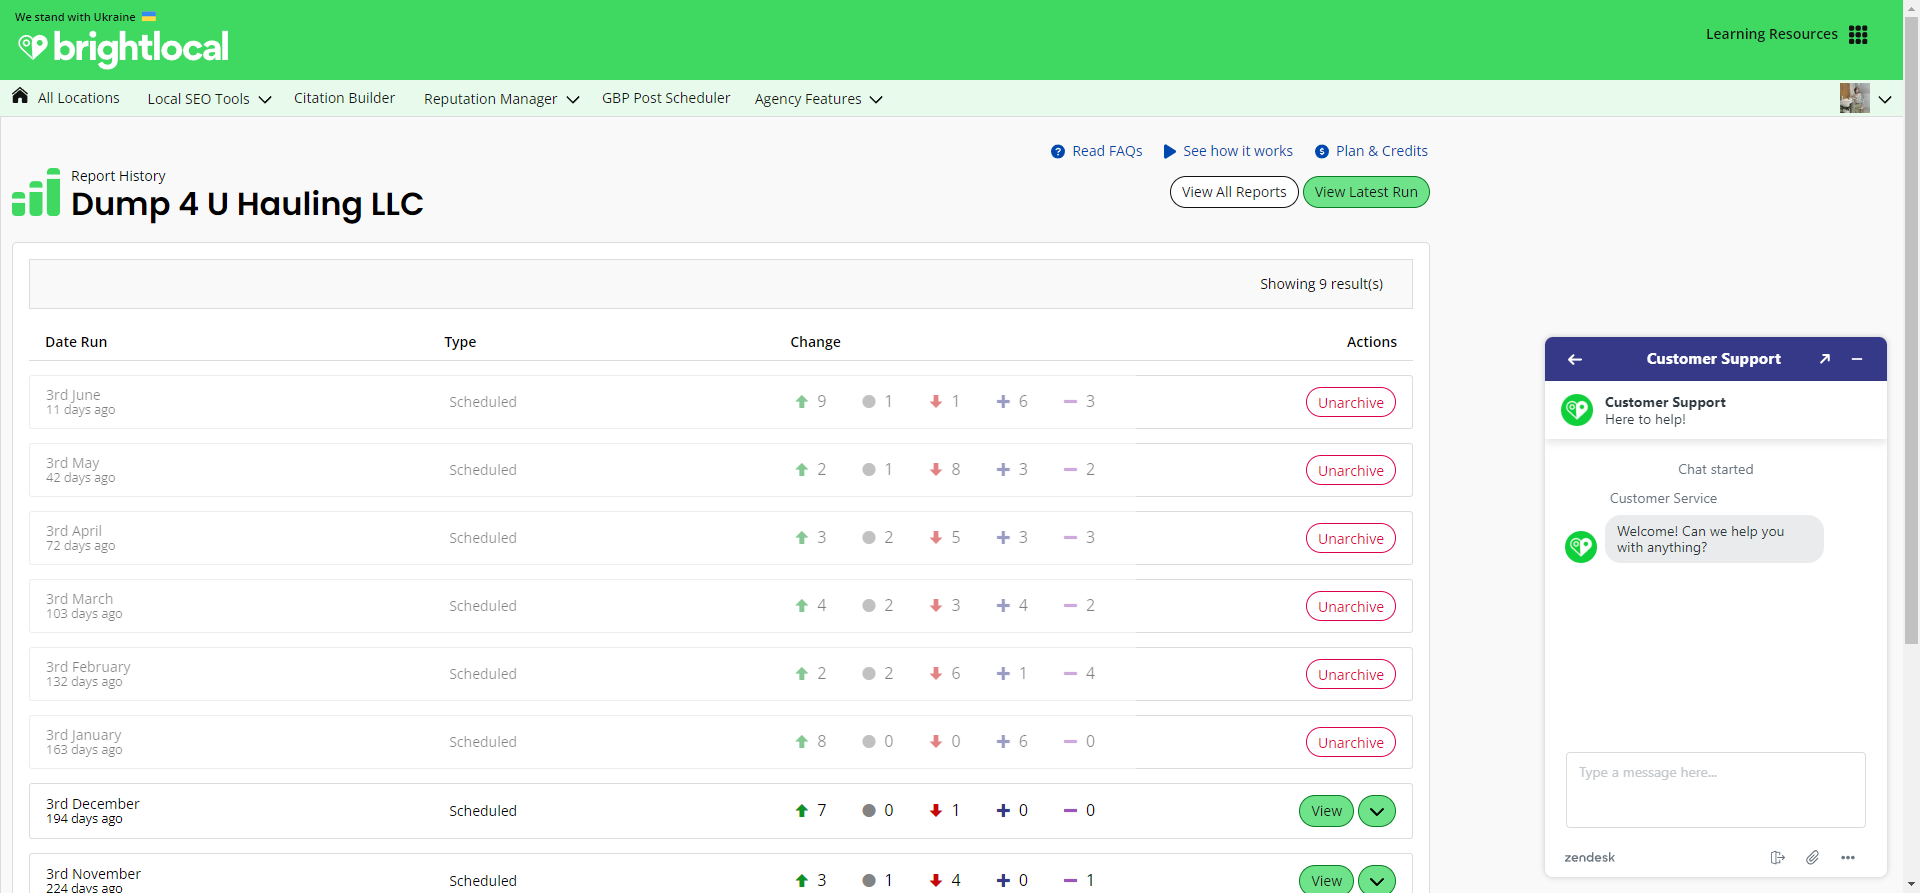 We stand with Ukraine
brightlocal
Learning Resources
All Locations
Local SEO Tools
Citation Builder
Reputation Manager
GBP Post Scheduler
Agency Features
Read FAQs
See how it works
Plan & Credits
Report History
Dump 4 U Hauling LLC
View All Reports
View Latest Run
Showing 9 result(s)
Date Run Type Change Actions
3rd June
11 days ago
Scheduled 9 1 1 6 3 Unarchive
3rd May
42 days ago
Scheduled 2 1 8 3 2 Unarchive
3rd April
72 days ago
Scheduled 3 2 5 3 3 Unarchive
3rd March
103 days ago
Scheduled 4 2 3 4 2 Unarchive
3rd February
132 days ago
Scheduled 2 2 6 1 4 Unarchive
3rd January
163 days ago
Scheduled 8 0 0 6 0 Unarchive
3rd December
194 days ago
Scheduled 7 0 1 0 0 View
3rd November
224 days ago
Scheduled 3 1 4 0 1 View
Customer Support
Customer Support
Here to help!
Chat started
Customer Service
Welcome! Can we help you
with anything?
Type a message here...
zendesk